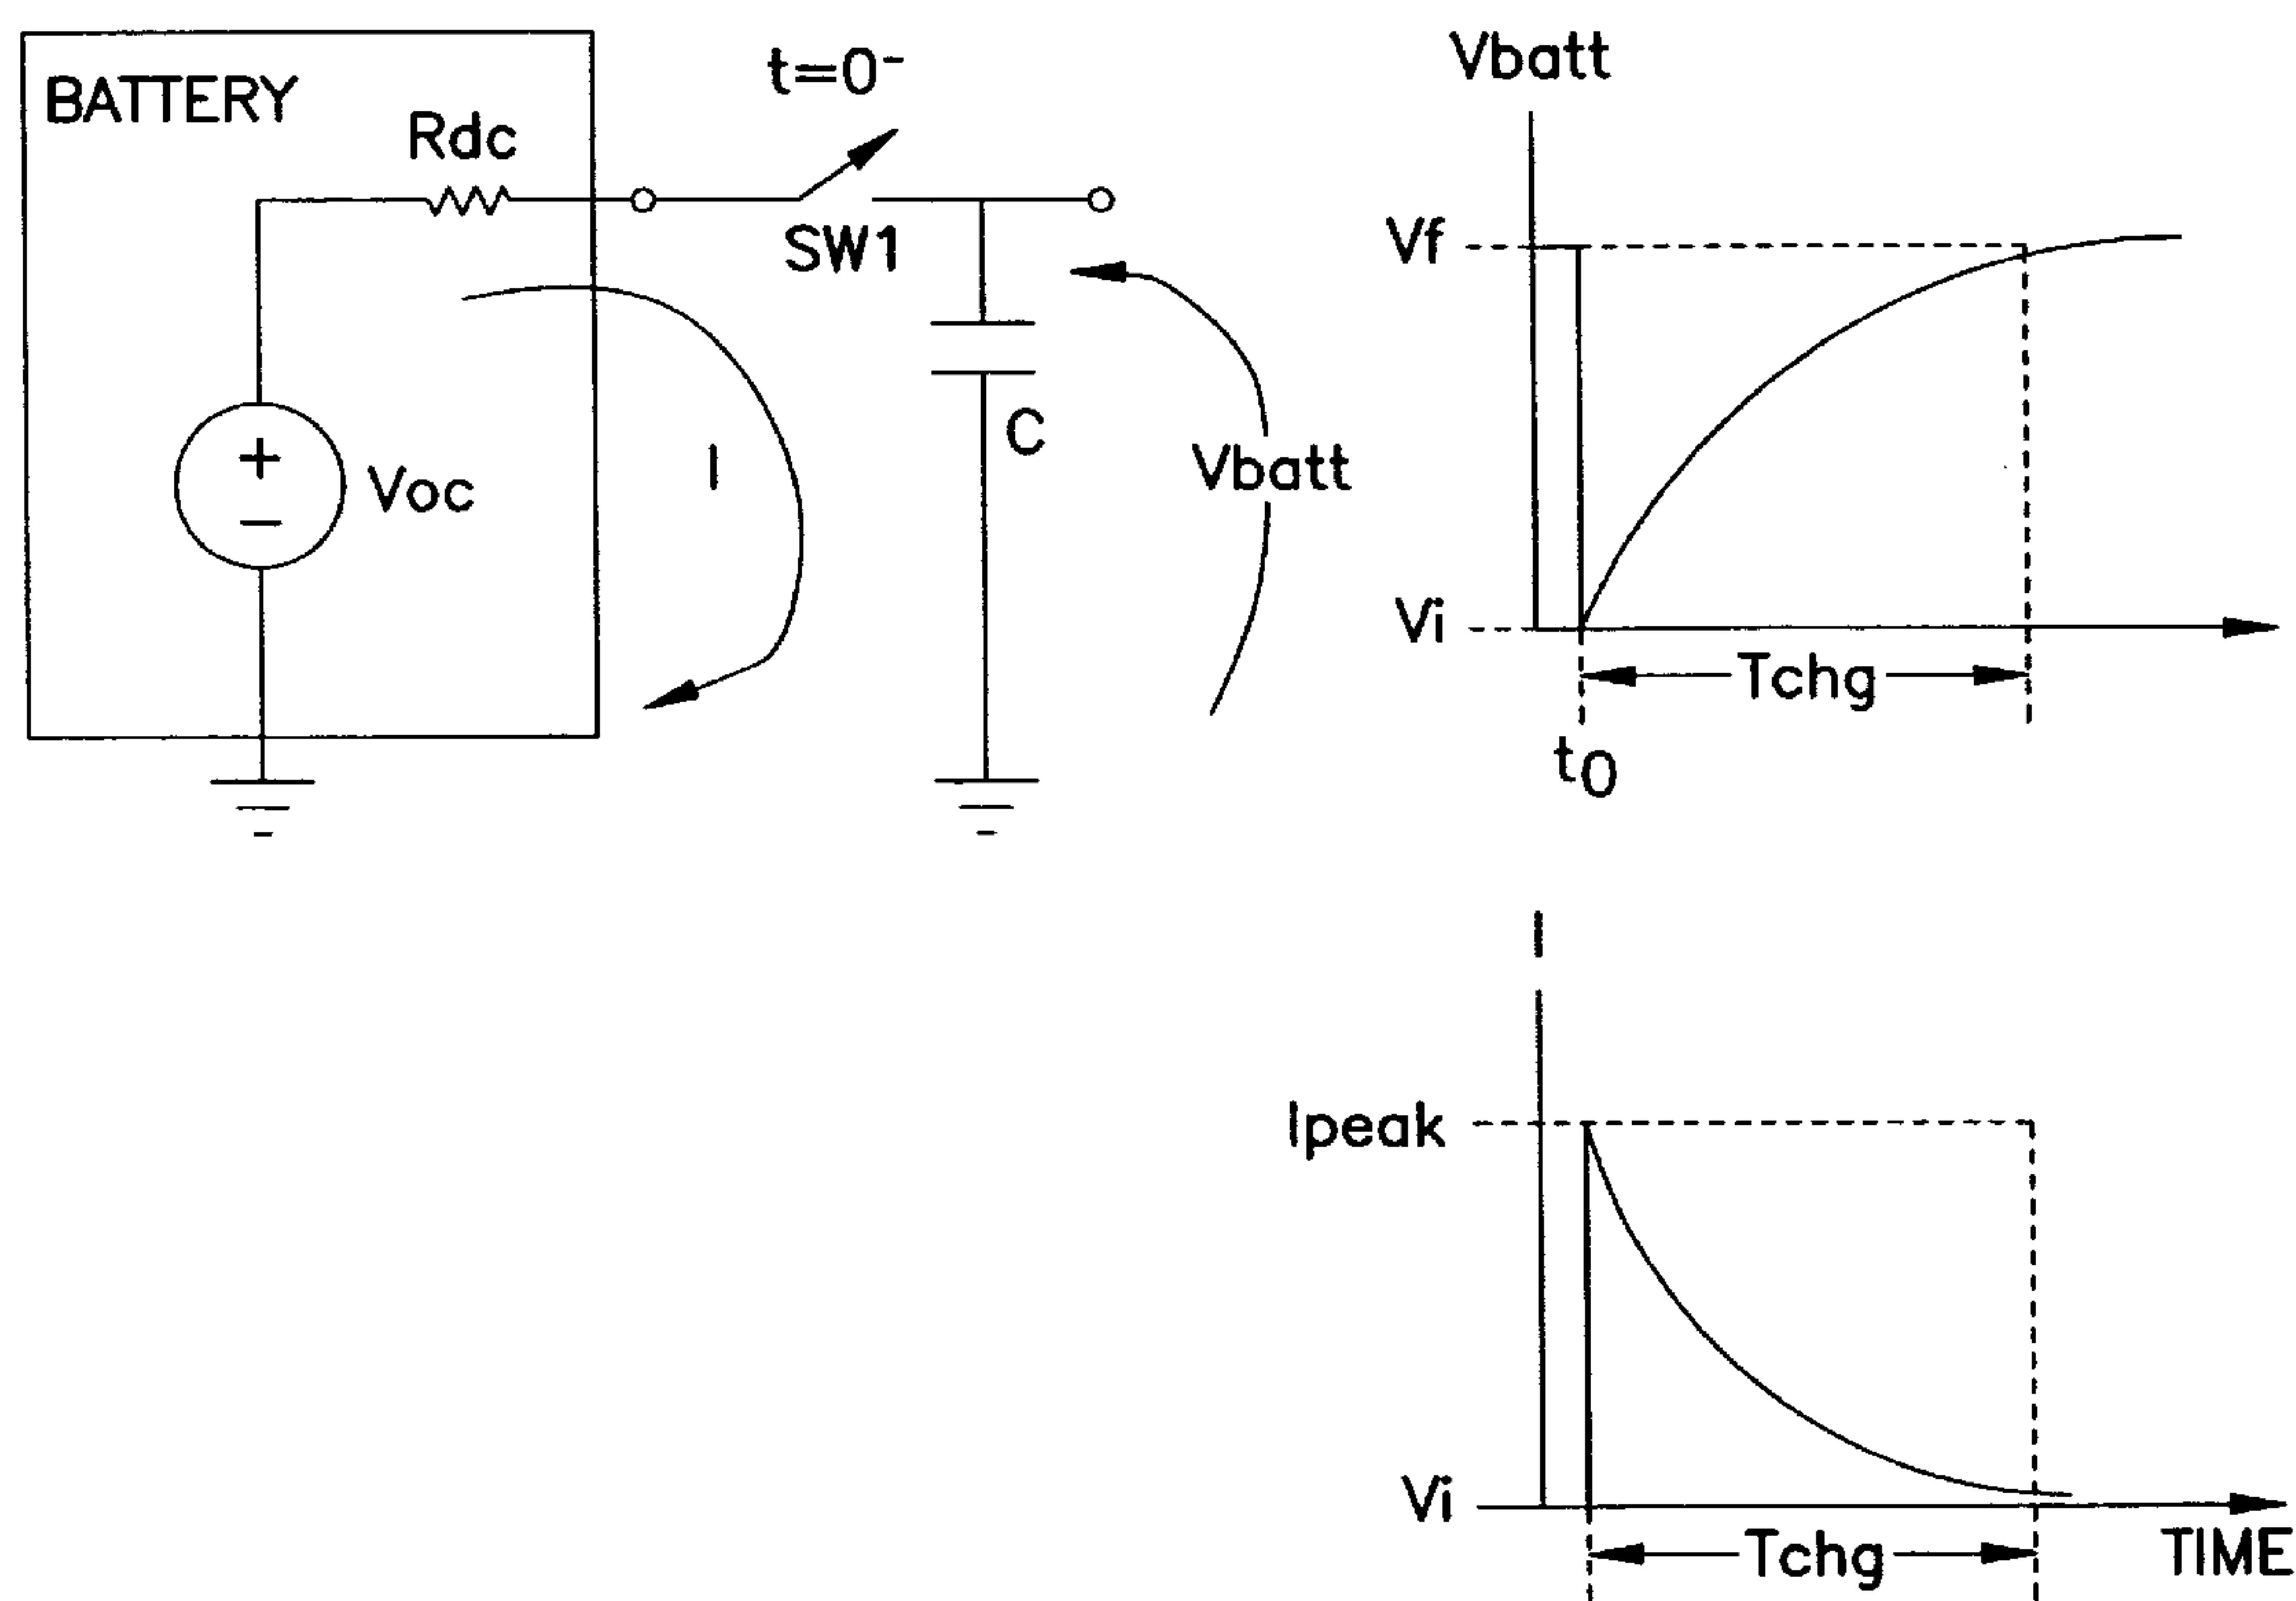 BATTERY
Rdc
t=0-
SW1
+
−
Voc
I
C
Vbatt
Vbatt
Vf
Vi
Tchg
t0
I
Ipeak
Vi
Tchg
TIME